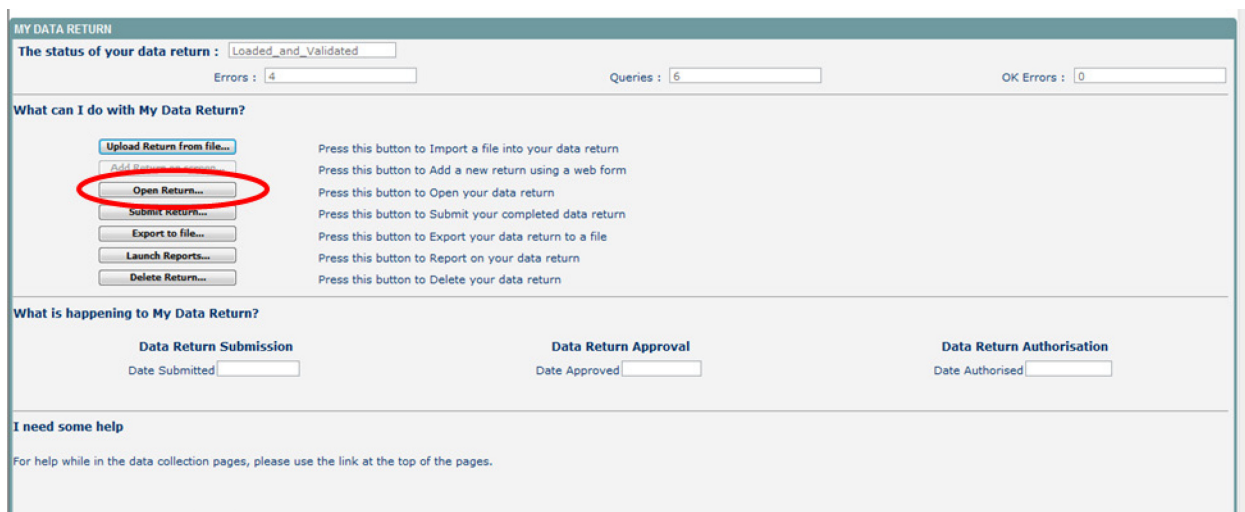 MY DATA RETURN
The status of your data return : Loaded_and_Validated
Errors : 4 Queries : 6 OK Errors : 0
What can I do with My Data Return?
Upload Return from file... Press this button to Import a file into your data return
Add Return on screen... Press this button to Add a new return using a web form
Open Return... Press this button to Open your data return
Submit Return... Press this button to Submit your completed data return
Export to file... Press this button to Export your data return to a file
Launch Reports... Press this button to Report on your data return
Delete Return... Press this button to Delete your data return
What is happening to My Data Return?
Data Return Submission Data Return Approval Data Return Authorisation
Date Submitted Date Approved Date Authorised
I need some help
For help while in the data collection pages, please use the link at the top of the pages.